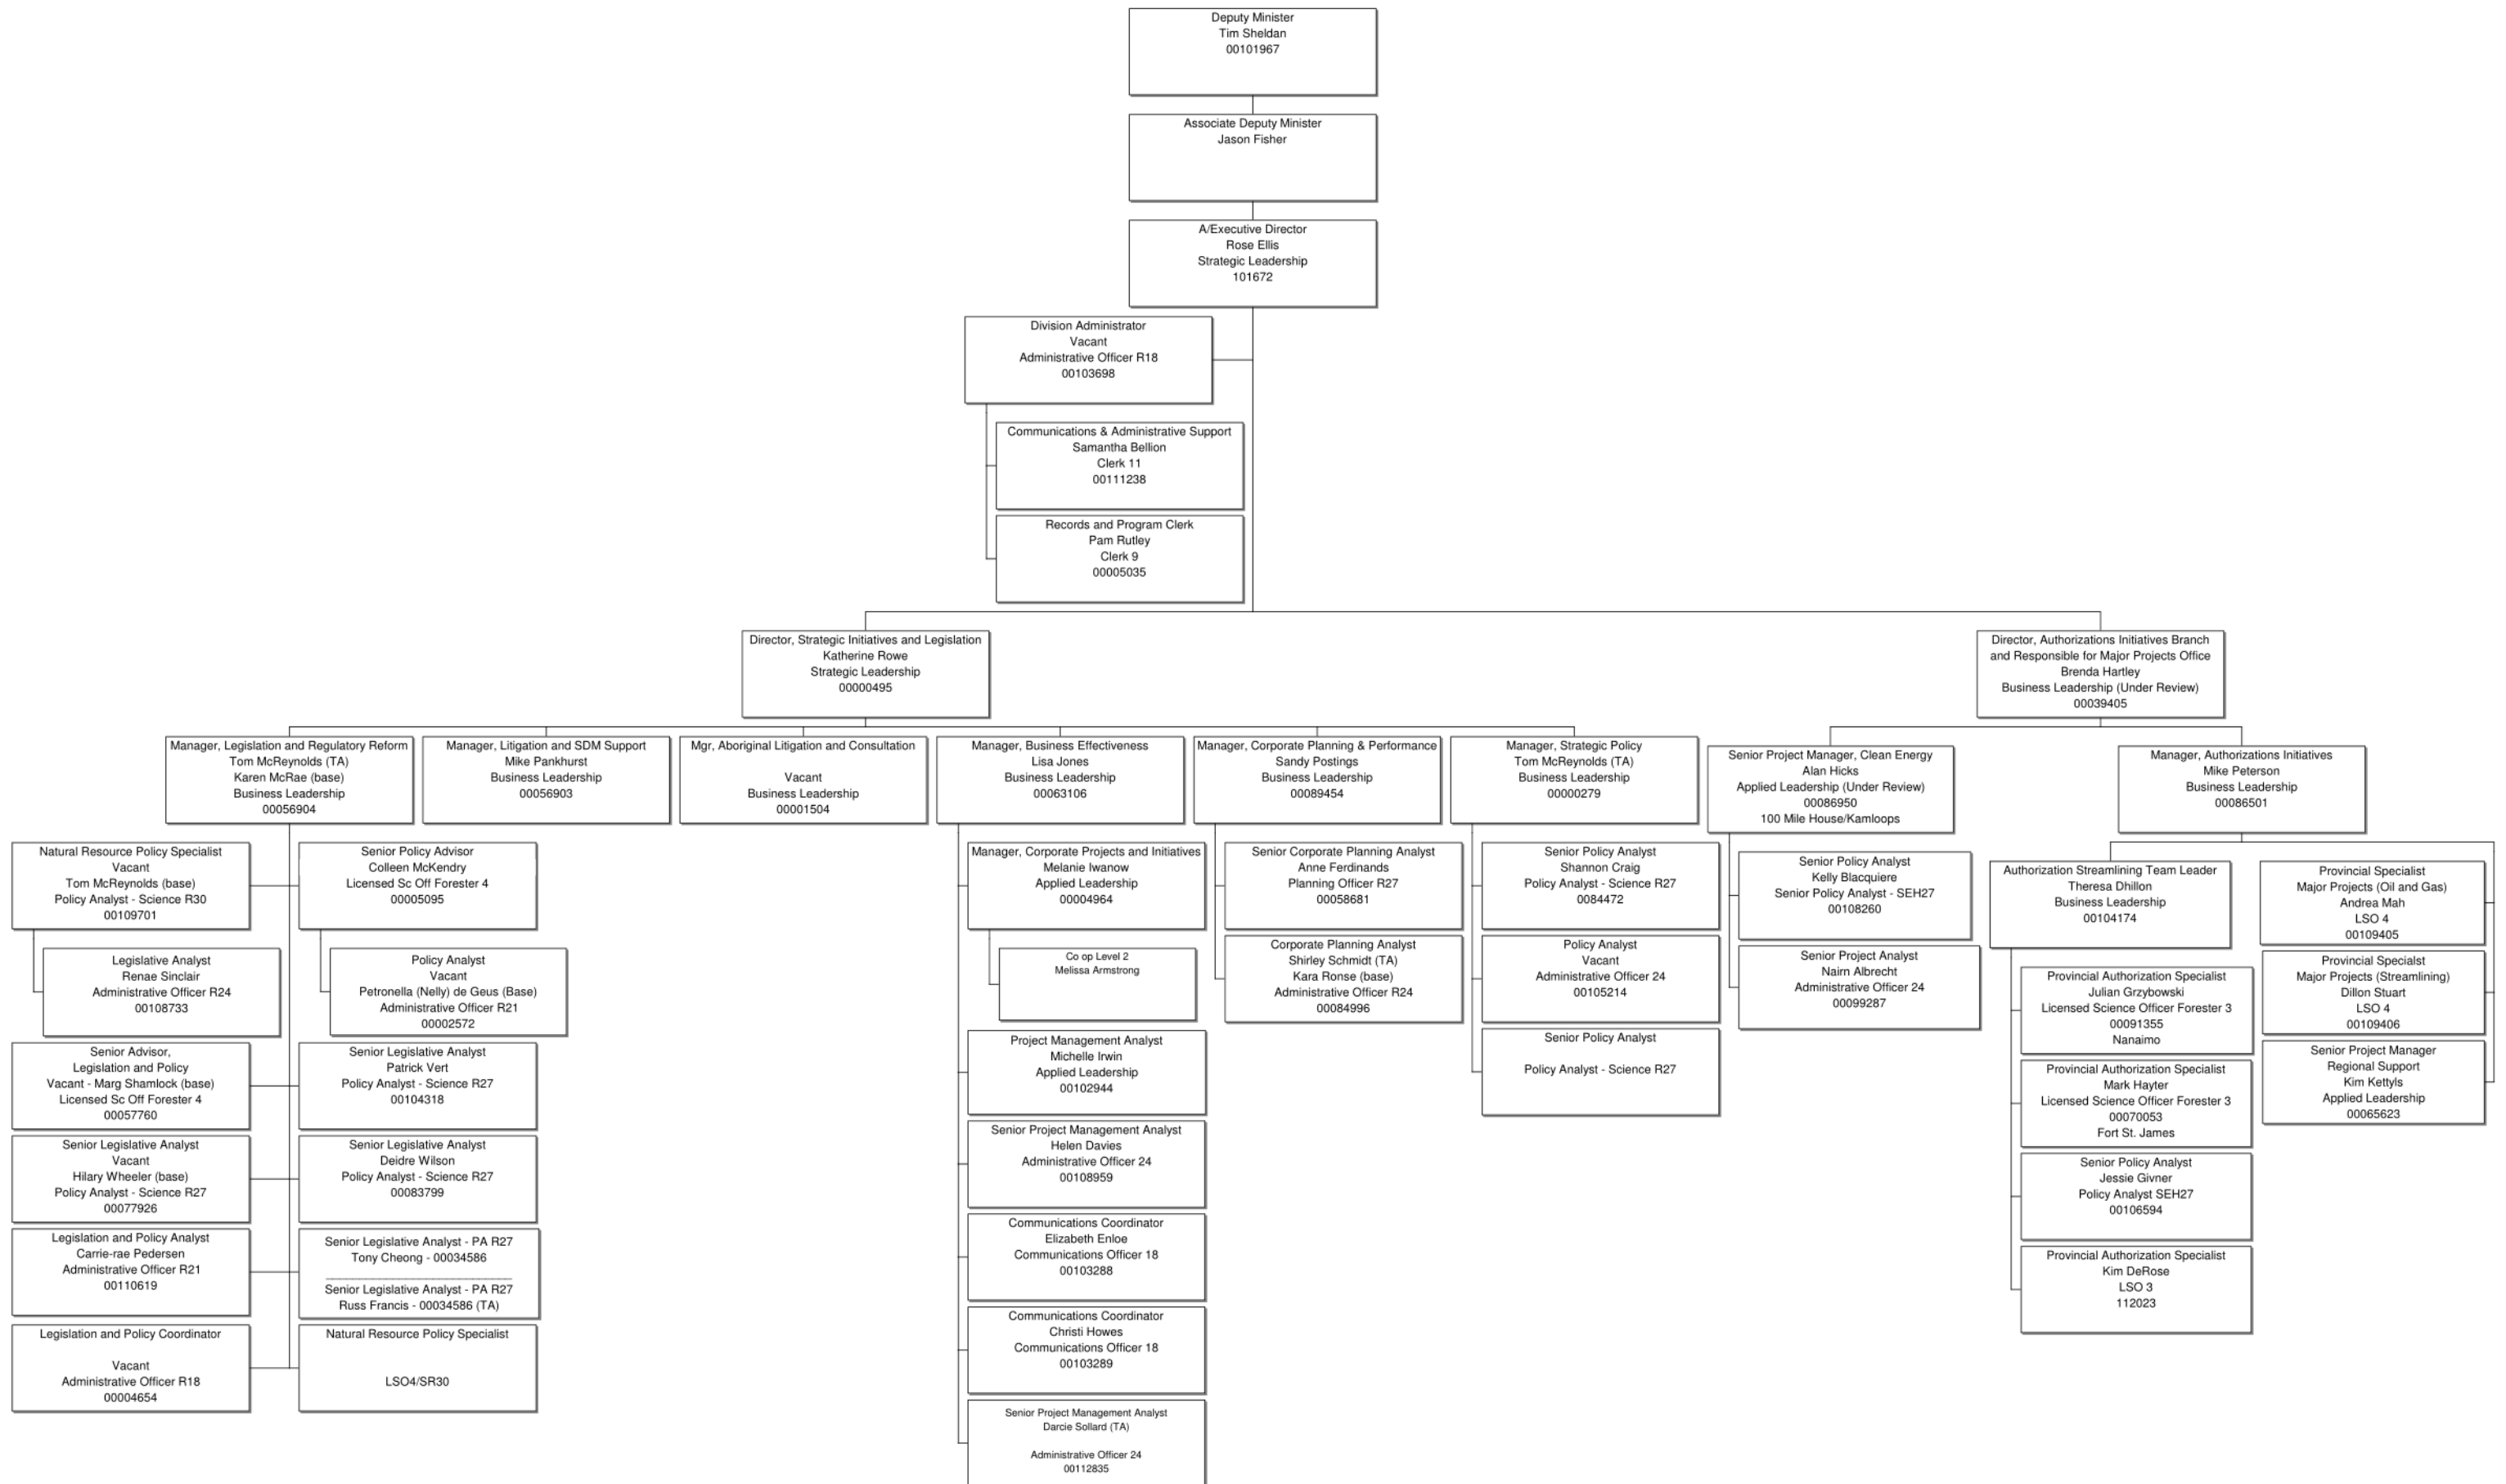 Deputy Minister
Tim Sheldan
00101967
Associate Deputy Minister
Jason Fisher
A/Executive Director
Rose Ellis
Strategic Leadership
101672
Division Administrator
Vacant
Administrative Officer R18
00103698
Communications & Administrative Support
Samantha Bellion
Clerk 11
00111238
Records and Program Clerk
Pam Rutley
Clerk 9
00005035
Director, Strategic Initiatives and Legislation
Katherine Rowe
Strategic Leadership
00000495
Director, Authorizations Initiatives Branch
and Responsible for Major Projects Office
Brenda Hartley
Business Leadership (Under Review)
00039405
Manager, Legislation and Regulatory Reform
Tom McReynolds (TA)
Karen McRae (base)
Business Leadership
00056904
Manager, Litigation and SDM Support
Mike Pankhurst
Business Leadership
00056903
Mgr, Aboriginal Litigation and Consultation
Vacant
Business Leadership
00001504
Manager, Business Effectiveness
Lisa Jones
Business Leadership
00063106
Manager, Corporate Planning & Performance
Sandy Postings
Business Leadership
00089454
Manager, Strategic Policy
Tom McReynolds (TA)
Business Leadership
00000279
Senior Project Manager, Clean Energy
Alan Hicks
Applied Leadership (Under Review)
00086950
100 Mile House/Kamloops
Manager, Authorizations Initiatives
Mike Peterson
Business Leadership
00086501
Natural Resource Policy Specialist
Vacant
Tom McReynolds (base)
Policy Analyst - Science R30
00109701
Legislative Analyst
Renae Sinclair
Administrative Officer R24
00108733
Senior Advisor,
Legislation and Policy
Vacant - Marg Shamlock (base)
Licensed Sc Off Forester 4
00057760
Senior Legislative Analyst
Vacant
Hilary Wheeler (base)
Policy Analyst - Science R27
00077926
Legislation and Policy Analyst
Carrie-rae Pedersen
Administrative Officer R21
00110619
Legislation and Policy Coordinator
Vacant
Administrative Officer R18
00004654
Senior Policy Advisor
Colleen McKendry
Licensed Sc Off Forester 4
00005095
Policy Analyst
Vacant
Petronella (Nelly) de Geus (Base)
Administrative Officer R21
00002572
Senior Legislative Analyst
Patrick Vert
Policy Analyst - Science R27
00104318
Senior Legislative Analyst
Deidre Wilson
Policy Analyst - Science R27
00083799
Senior Legislative Analyst - PA R27
Tony Cheong - 00034586
Senior Legislative Analyst - PA R27
Russ Francis - 00034586 (TA)
Natural Resource Policy Specialist
LSO4/SR30
Manager, Corporate Projects and Initiatives
Melanie Iwanow
Applied Leadership
00004964
Co op Level 2
Melissa Armstrong
Project Management Analyst
Michelle Irwin
Applied Leadership
00102944
Senior Project Management Analyst
Helen Davies
Administrative Officer 24
00108959
Communications Coordinator
Elizabeth Enloe
Communications Officer 18
00103288
Communications Coordinator
Christi Howes
Communications Officer 18
00103289
Senior Project Management Analyst
Darcie Sollard (TA)
Administrative Officer 24
00112835
Senior Corporate Planning Analyst
Anne Ferdinands
Planning Officer R27
00058681
Corporate Planning Analyst
Shirley Schmidt (TA)
Kara Ronse (base)
Administrative Officer R24
00084996
Senior Policy Analyst
Shannon Craig
Policy Analyst - Science R27
0084472
Policy Analyst
Vacant
Administrative Officer 24
00105214
Senior Policy Analyst
Policy Analyst - Science R27
Senior Policy Analyst
Kelly Blacquiere
Senior Policy Analyst - SEH27
00108260
Senior Project Analyst
Nairn Albrecht
Administrative Officer 24
00099287
Authorization Streamlining Team Leader
Theresa Dhillon
Business Leadership
00104174
Provincial Authorization Specialist
Julian Grzybowski
Licensed Science Officer Forester 3
00091355
Nanaimo
Provincial Authorization Specialist
Mark Hayter
Licensed Science Officer Forester 3
00070053
Fort St. James
Senior Policy Analyst
Jessie Givner
Policy Analyst SEH27
00106594
Provincial Authorization Specialist
Kim DeRose
LSO 3
112023
Provincial Specialist
Major Projects (Oil and Gas)
Andrea Mah
LSO 4
00109405
Provincial Specialst
Major Projects (Streamlining)
Dillon Stuart
LSO 4
00109406
Senior Project Manager
Regional Support
Kim Kettyls
Applied Leadership
00065623